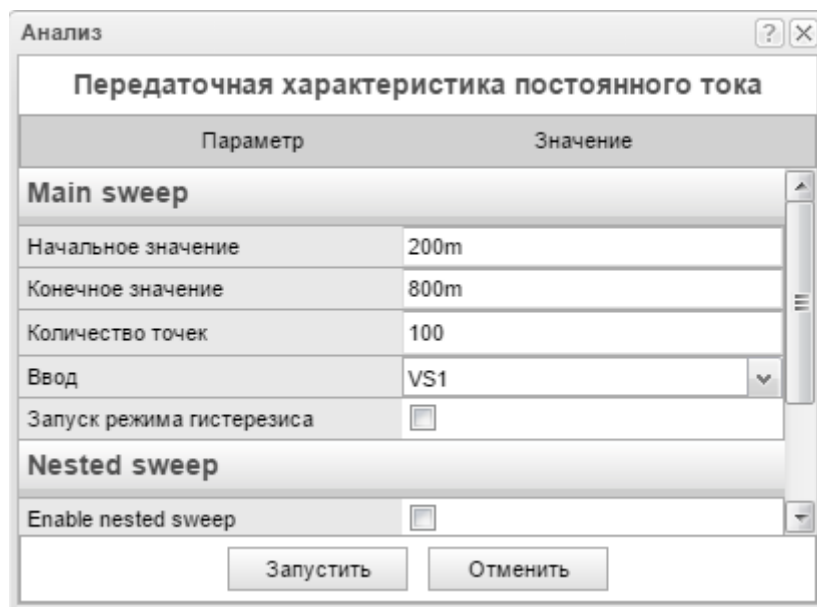 Анализ
Передаточная характеристика постоянного тока
Параметр Значение
Main sweep
Начальное значение 200m
Конечное значение 800m
Количество точек 100
Ввод VS1
Запуск режима гистерезиса
Nested sweep
Enable nested sweep
Запустить Отменить